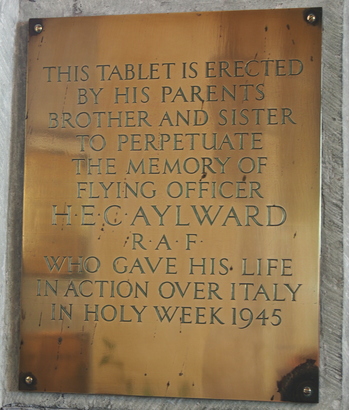 THIS TABLET IS ERECTED
BY HIS PARENTS
BROTHER AND SISTER
TO PERPETUATE
THE MEMORY OF
FLYING OFFICER
H·E·C·AYLWARD
R·A·F·
WHO GAVE HIS LIFE
IN ACTION OVER ITALY
IN HOLY WEEK 1945